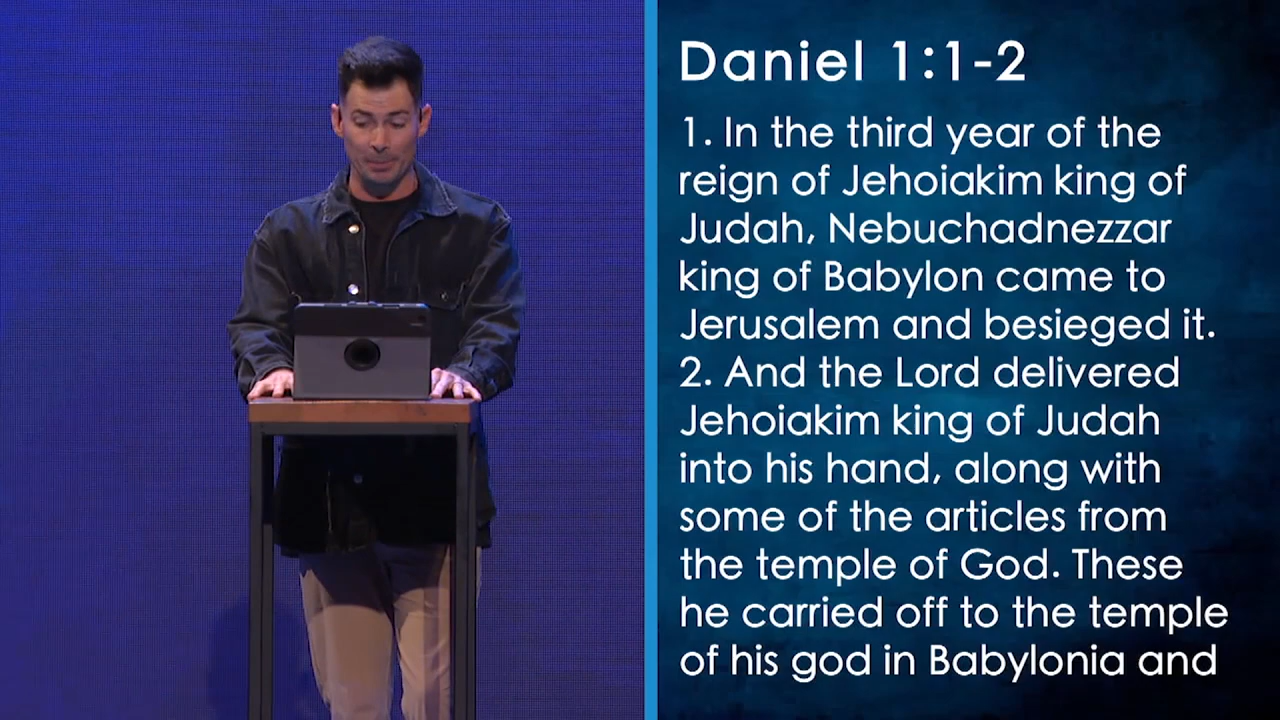 Daniel 1:1-2
1. In the third year of the
reign of Jehoiakim king of
Judah, Nebuchadnezzar
king of Babylon came to
Jerusalem and besieged it.
2. And the Lord delivered
Jehoiakim king of Judah
into his hand, along with
some of the articles from
the temple of God. These
he carried off to the temple
of his god in Babylonia and